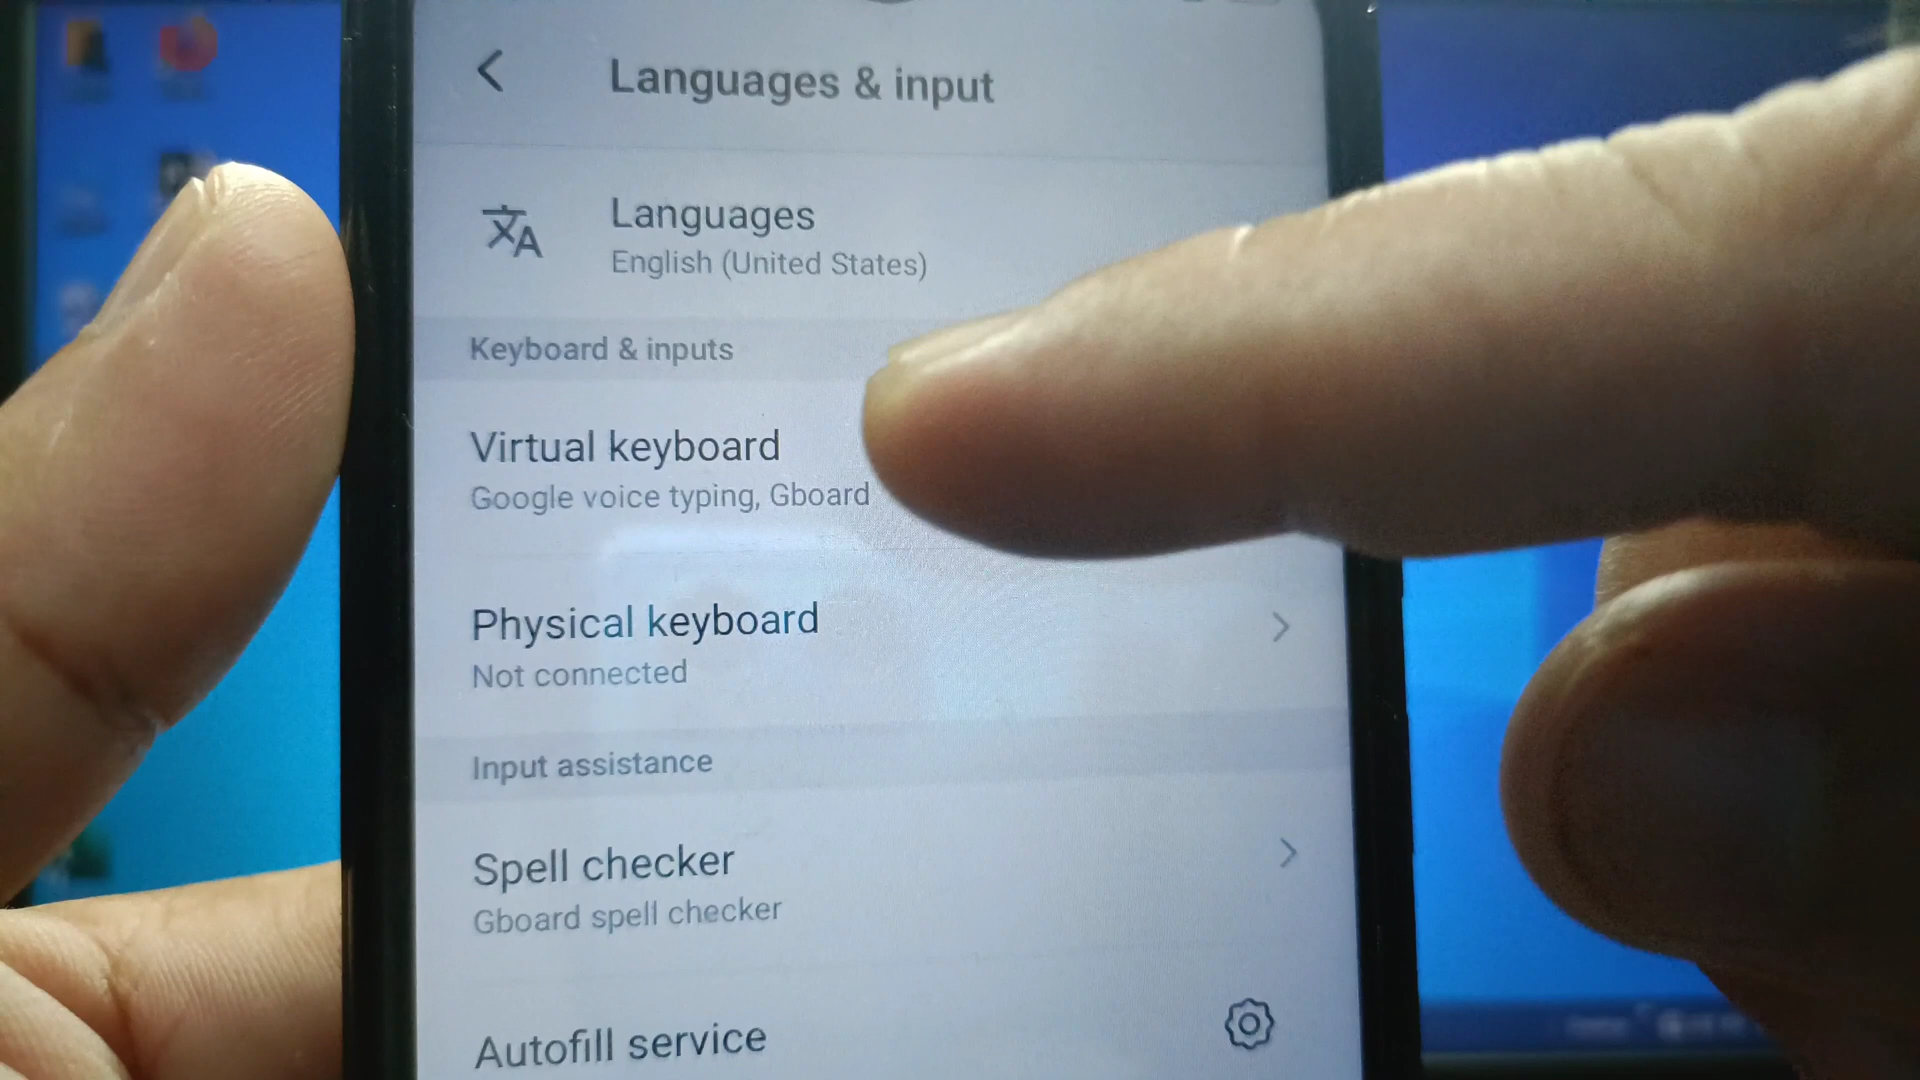 Languages & input
Languages
English (United States)
Keyboard & inputs
Virtual keyboard
Google voice typing, Gboard
Physical keyboard
Not connected
Input assistance
Spell checker
Gboard spell checker
Autofill service